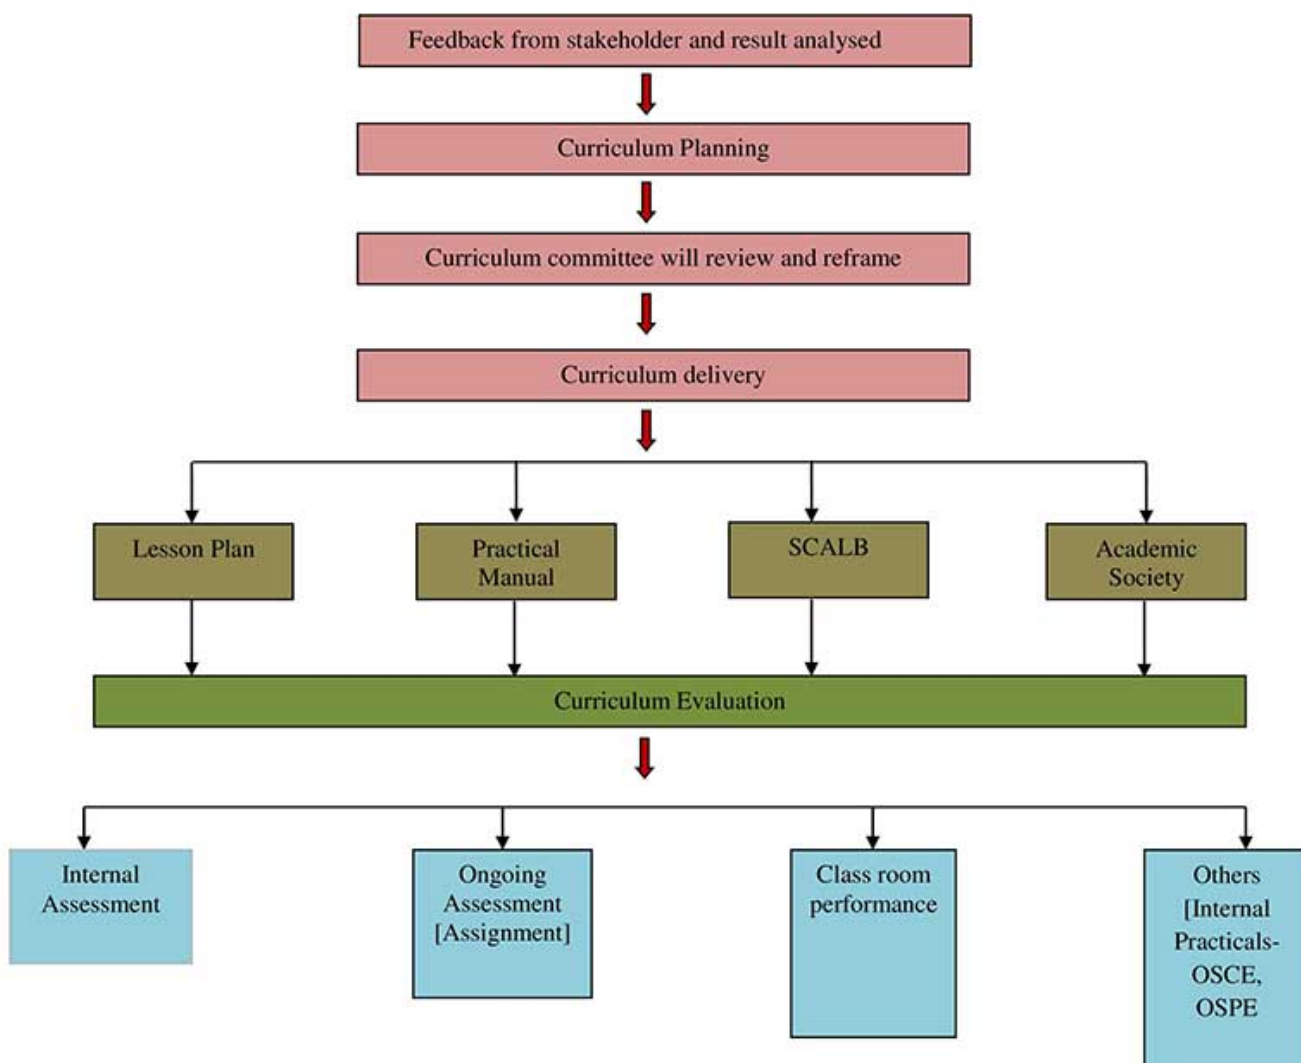 Feedback from stakeholder and result analysed
Curriculum Planning
Curriculum committee will review and reframe
Curriculum delivery
Lesson Plan
Practical
Manual
SCALB
Academic
Society
Curriculum Evaluation
Internal
Assessment
Ongoing
Assessment
[Assignment]
Class room
performance
Others
[Internal
Practicals-
OSCE,
OSPE